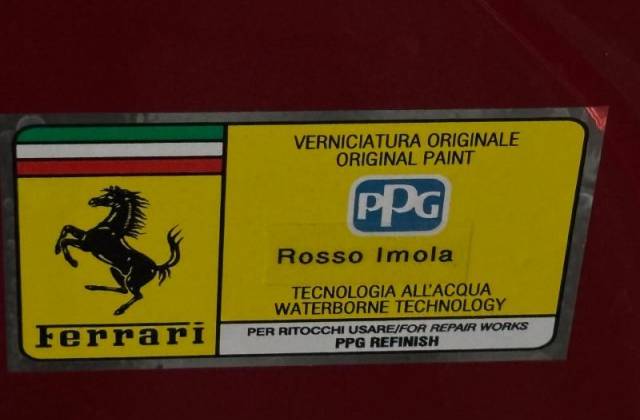 VERNICIATURA ORIGINALE
ORIGINAL PAINT
PPG
Rosso Imola
TECNOLOGIA ALL'ACQUA
WATERBORNE TECHNOLOGY
Ferrari
PER RITOCCHI USARE/FOR REPAIR WORKS
PPG REFINISH